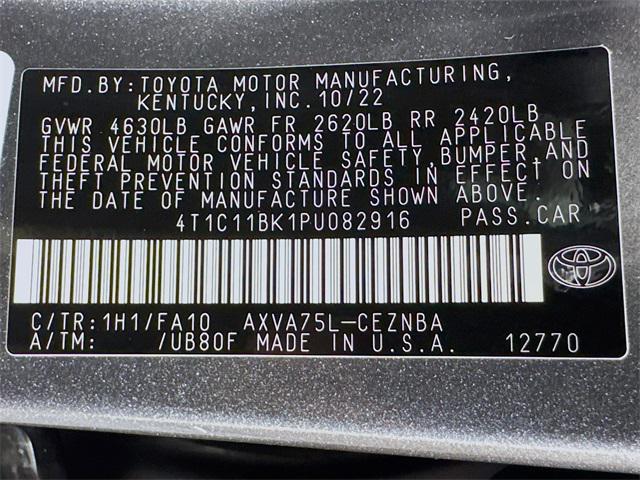 MFD.BY:TOYOTA MOTOR MANUFACTURING,
KENTUCKY, INC.10/22
GVWR 4630LB GAWR FR 2620LB RR 2420LB
THIS VEHICLE CONFORMS TO ALL APPLICABLE
FEDERAL MOTOR VEHICLE SAFETY,BUMPER,AND
THEFT PREVENTION STANDARDS IN EFFECT ON
THE DATE OF MANUFACTURE SHOWN ABOVE.
4T1C11BK1PU082916 PASS.CAR
C/TR:1H1/FA10 AXVA75L-CEZNBA
A/TM: /UB80F MADE IN U.S.A. 12770